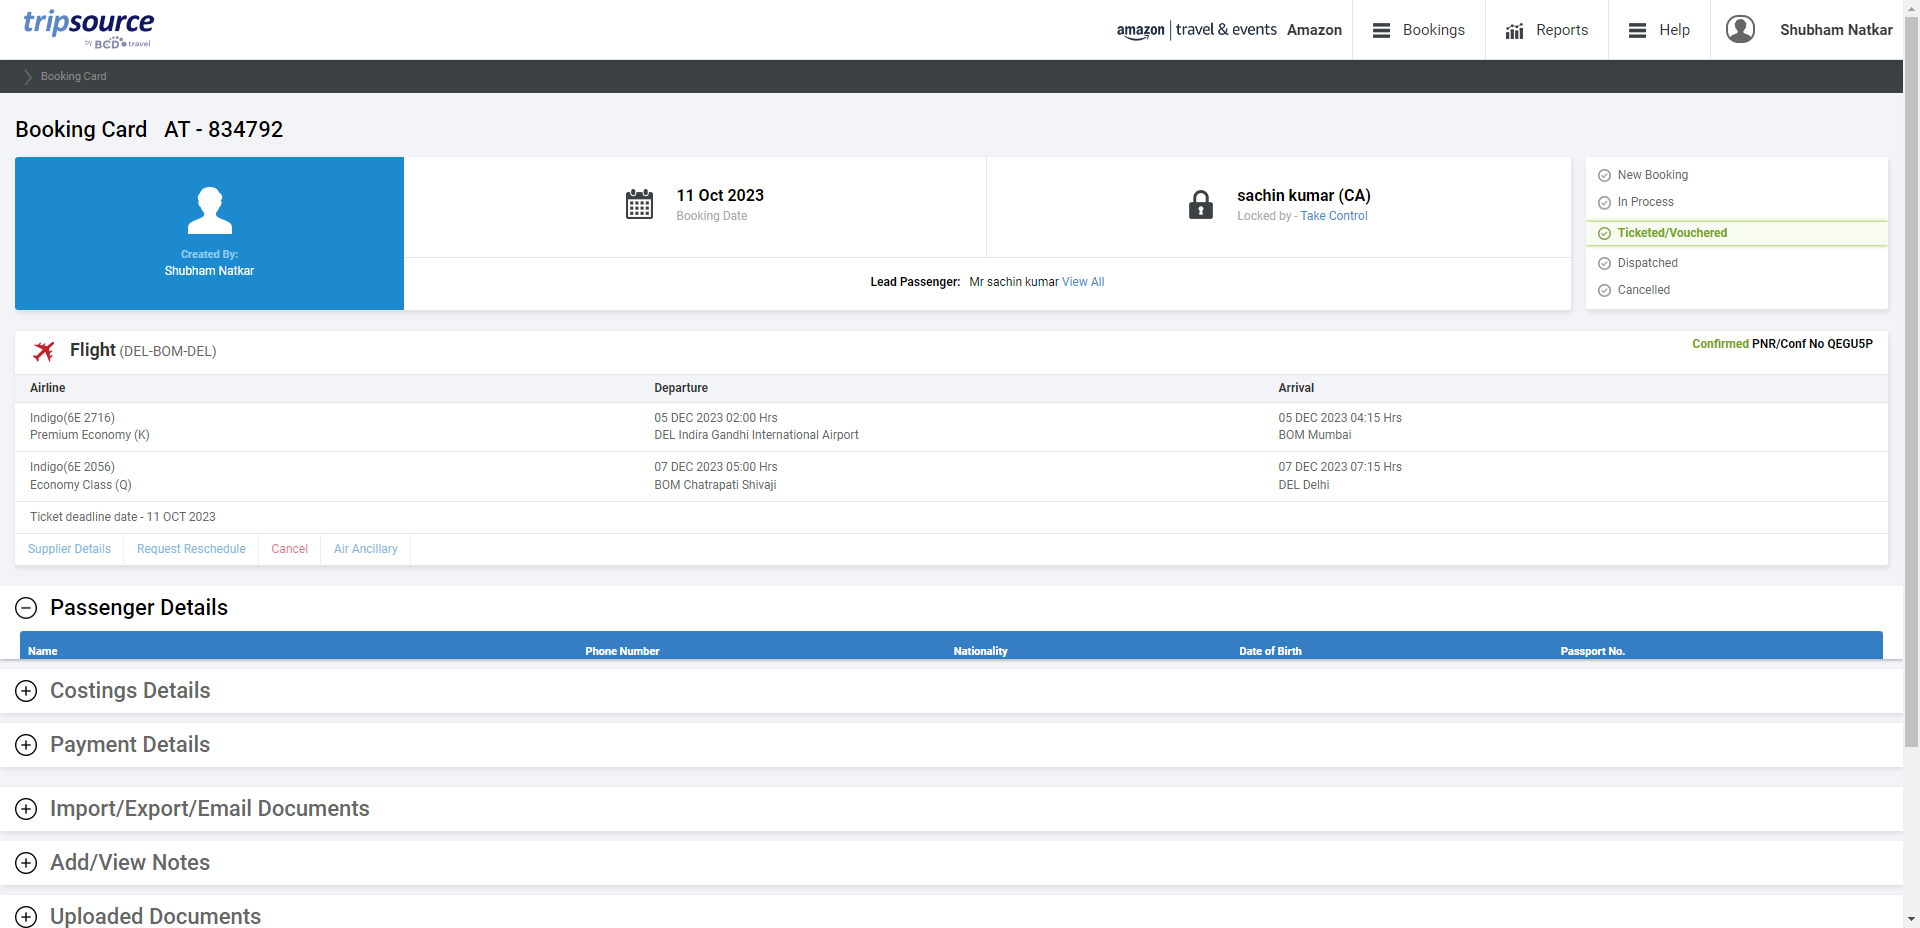 tripsource
by BCD travel
amazon | travel & events Amazon
Bookings
Reports
Help
Shubham Natkar
Booking Card
Booking Card AT - 834792
Created By:
Shubham Natkar
11 Oct 2023
Booking Date
sachin kumar (CA)
Locked by - Take Control
Lead Passenger: Mr sachin kumar View All
New Booking
In Process
Ticketed/Vouchered
Dispatched
Cancelled
Flight (DEL-BOM-DEL)
Confirmed PNR/Conf No QEGU5P
Airline Departure Arrival
Indigo(6E 2716) 05 DEC 2023 02:00 Hrs 05 DEC 2023 04:15 Hrs
Premium Economy (K) DEL Indira Gandhi International Airport BOM Mumbai
Indigo(6E 2056) 07 DEC 2023 05:00 Hrs 07 DEC 2023 07:15 Hrs
Economy Class (Q) BOM Chatrapati Shivaji DEL Delhi
Ticket deadline date - 11 OCT 2023
Supplier Details Request Reschedule Cancel Air Ancillary
Passenger Details
Name Phone Number Nationality Date of Birth Passport No.
Costings Details
Payment Details
Import/Export/Email Documents
Add/View Notes
Uploaded Documents